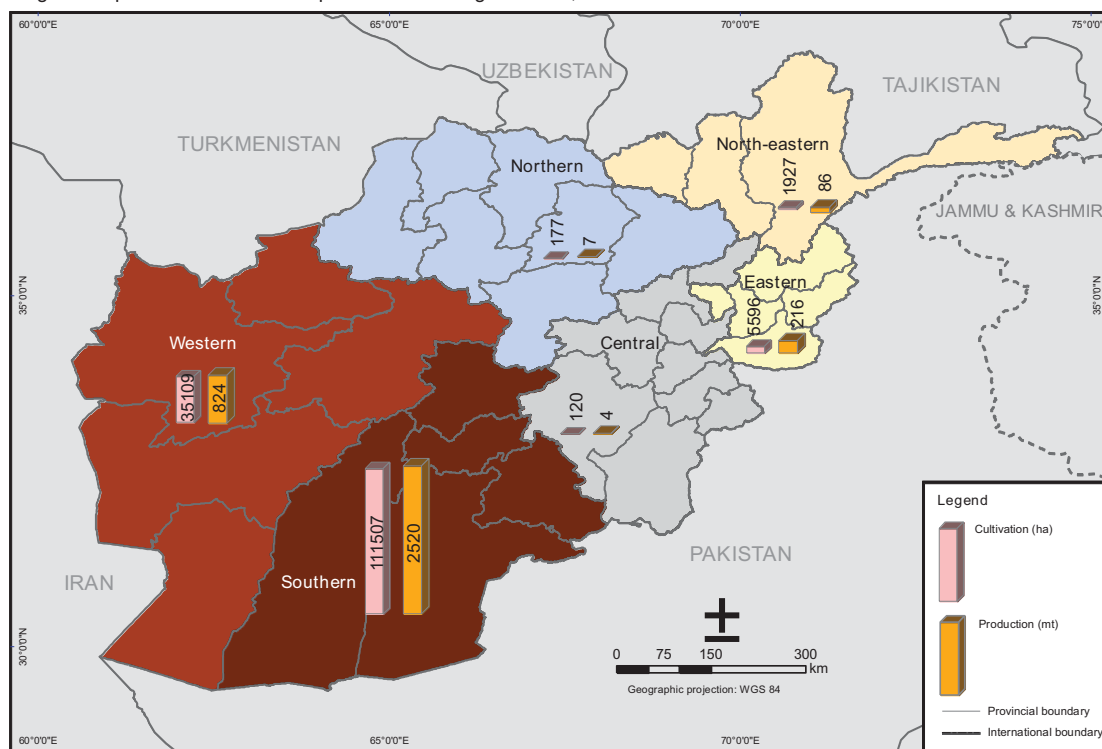 60°0'0"E
65°0'0"E
70°0'0"E
75°0'0"E
UZBEKISTAN
TAJIKISTAN
TURKMENISTAN
North-eastern
Northern
1927
86
JAMMU & KASHMIR
177
7
Eastern
5596
216
35°0'0"N
35°0'0"N
Western
Central
35109
824
120
4
Legend
Cultivation (ha)
111507
2520
PAKISTAN
IRAN
Southern
Production (mt)
30°0'0"N
0 75 150 300
km
Geographic projection: WGS 84
Provincial boundary
International boundary
60°0'0"E
65°0'0"E
70°0'0"E